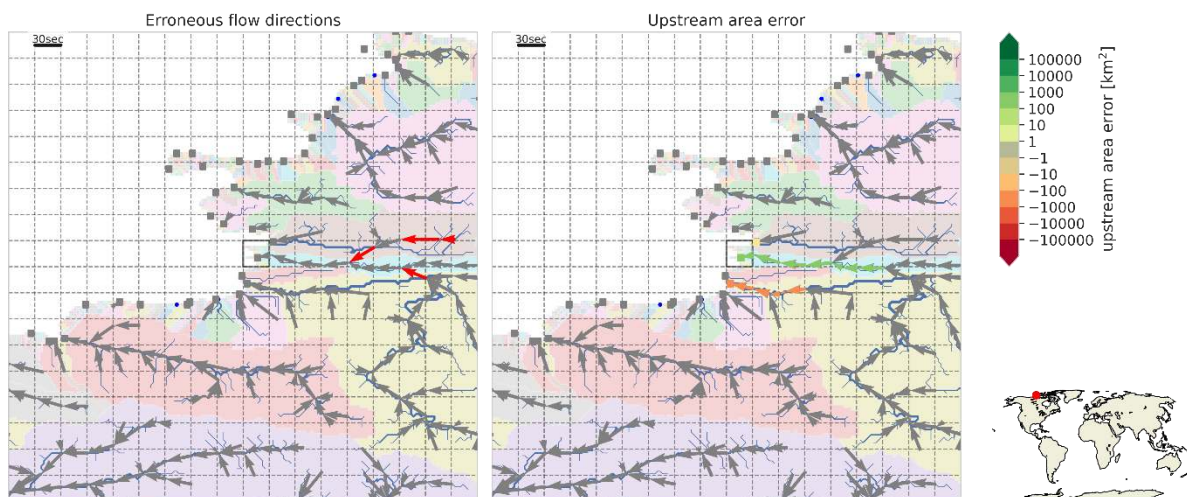 Erroneous flow directions
Upstream area error
30sec
30sec
100000
10000
1000
100
10
1
−1
−10
−100
−1000
−10000
−100000
upstream area error [km²]